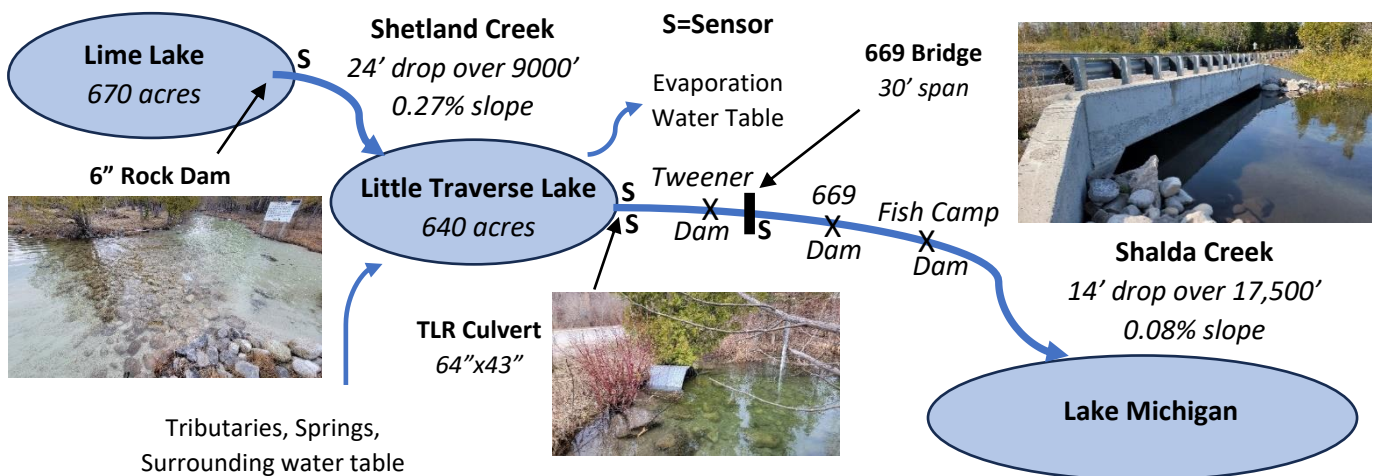 Lime Lake
670 acres
S
Shetland Creek
24’ drop over 9000’
0.27% slope
S=Sensor
Evaporation
Water Table
669 Bridge
30’ span
6” Rock Dam
Little Traverse Lake
640 acres
S
S
Tweener
X
Dam
S
669
X
Dam
Fish Camp
X
Dam
Shalda Creek
14’ drop over 17,500’
0.08% slope
TLR Culvert
64”x43”
Tributaries, Springs,
Surrounding water table
Lake Michigan